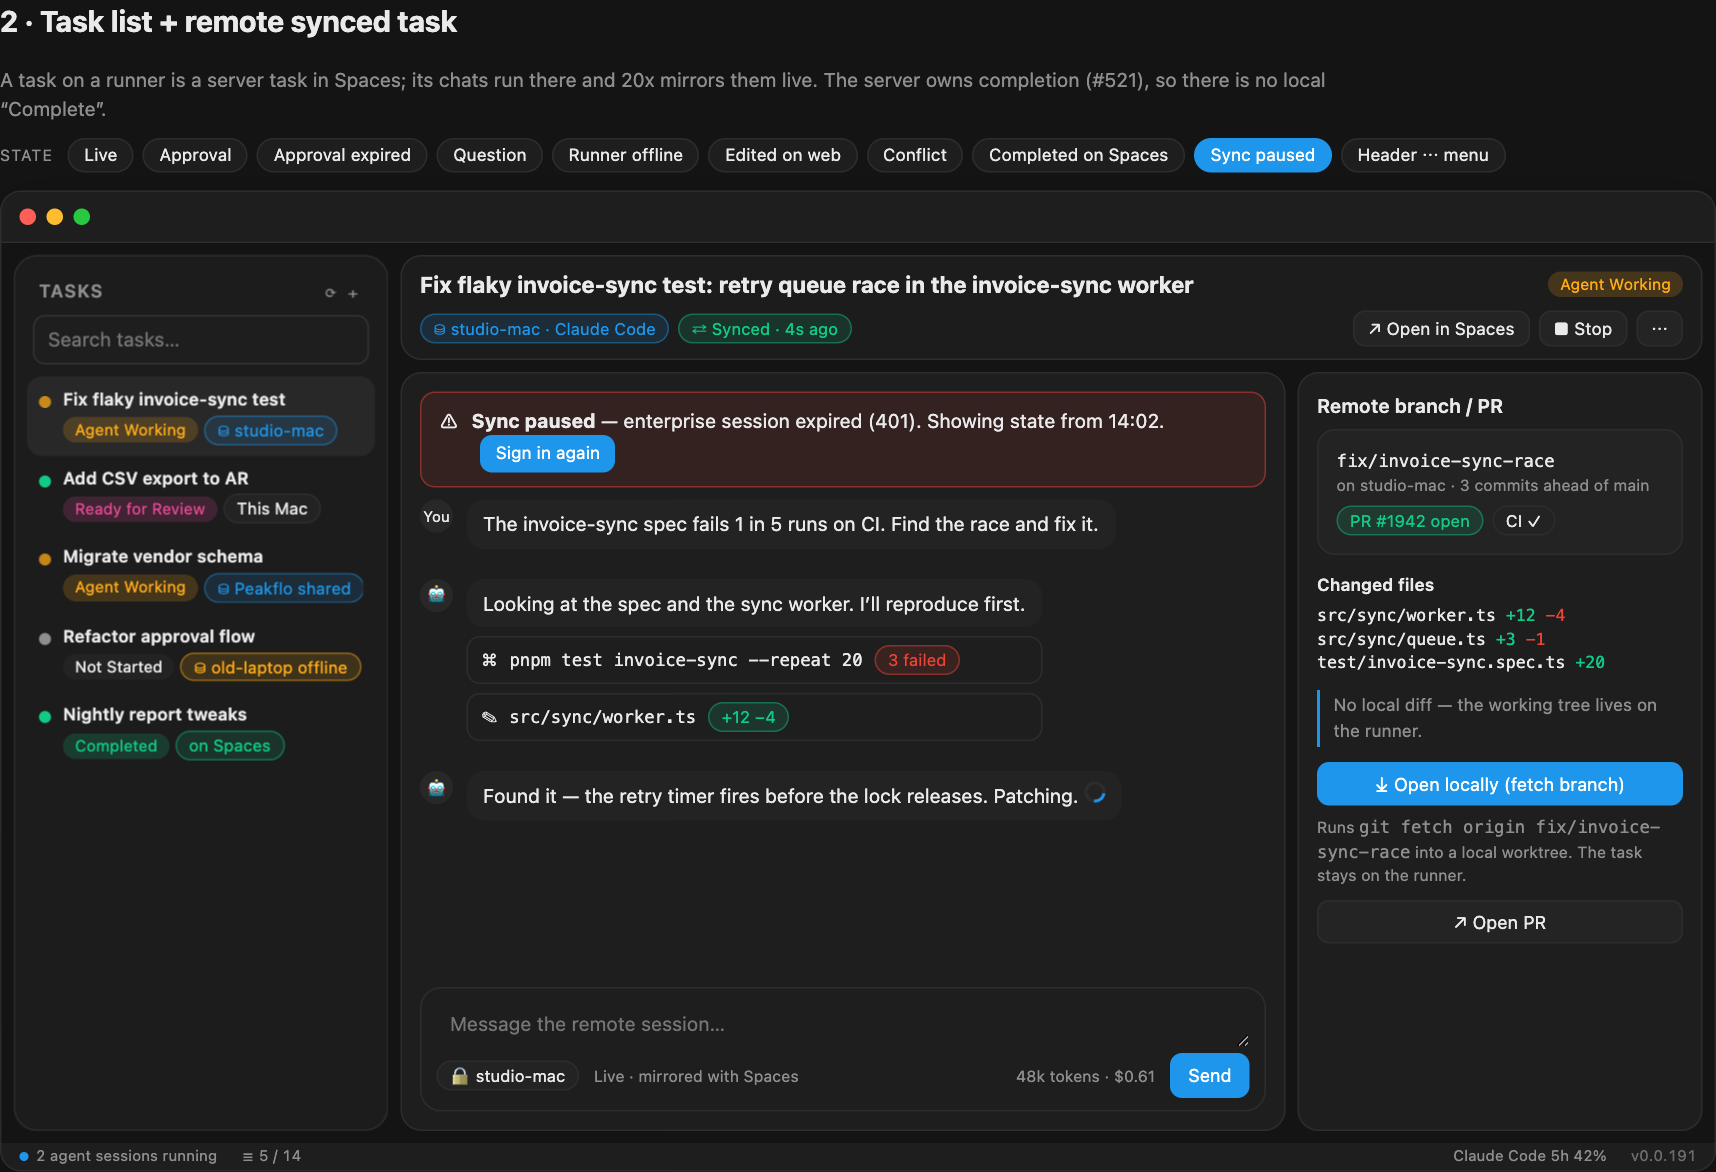 2 · Task list + remote synced task
A task on a runner is a server task in Spaces; its chats run there and 20x mirrors them live. The server owns completion (#521), so there is no local
“Complete”.
STATE Live Approval Approval expired Question Runner offline Edited on web Conflict Completed on Spaces Sync paused Header ··· menu
TASKS
Search tasks...
Fix flaky invoice-sync test
Agent Working studio-mac
Add CSV export to AR
Ready for Review This Mac
Migrate vendor schema
Agent Working Peakflo shared
Refactor approval flow
Not Started old-laptop offline
Nightly report tweaks
Completed on Spaces
Fix flaky invoice-sync test: retry queue race in the invoice-sync worker
Agent Working
studio-mac · Claude Code ⇄ Synced · 4s ago
↗ Open in Spaces Stop ···
⚠ Sync paused — enterprise session expired (401). Showing state from 14:02.
Sign in again
You
The invoice-sync spec fails 1 in 5 runs on CI. Find the race and fix it.
Looking at the spec and the sync worker. I’ll reproduce first.
⌘ pnpm test invoice-sync --repeat 20 3 failed
✎ src/sync/worker.ts +12 −4
Found it — the retry timer fires before the lock releases. Patching.
Message the remote session...
studio-mac Live · mirrored with Spaces 48k tokens · $0.61 Send
Remote branch / PR
fix/invoice-sync-race
on studio-mac · 3 commits ahead of main
PR #1942 open CI ✓
Changed files
src/sync/worker.ts +12 −4
src/sync/queue.ts +3 −1
test/invoice-sync.spec.ts +20
No local diff — the working tree lives on
the runner.
↓ Open locally (fetch branch)
Runs git fetch origin fix/invoice-
sync-race into a local worktree. The task
stays on the runner.
↗ Open PR
2 agent sessions running ≡ 5 / 14
Claude Code 5h 42% v0.0.191